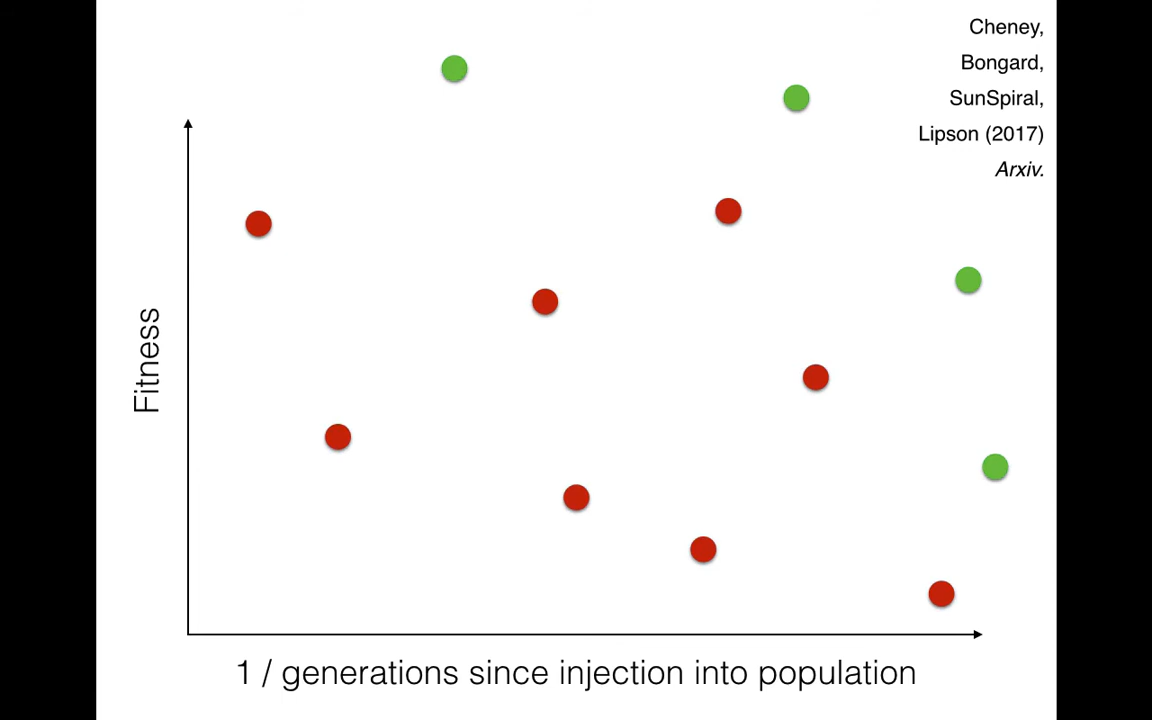 Cheney,
Bongard,
SunSpiral,
Lipson (2017)
Arxiv.
Fitness
1 / generations since injection into population